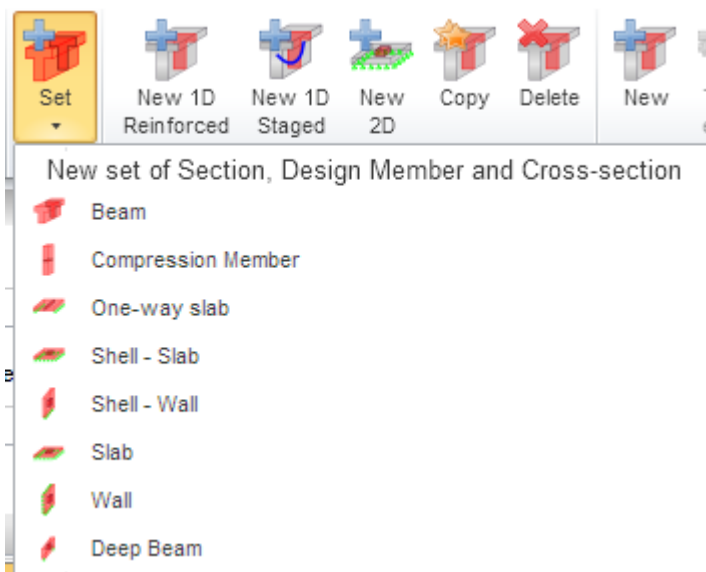 Set
New 1D
Reinforced
New 1D
Staged
New
2D
Copy
Delete
New
New set of Section, Design Member and Cross-section
Beam
Compression Member
One-way slab
Shell - Slab
Shell - Wall
Slab
Wall
Deep Beam